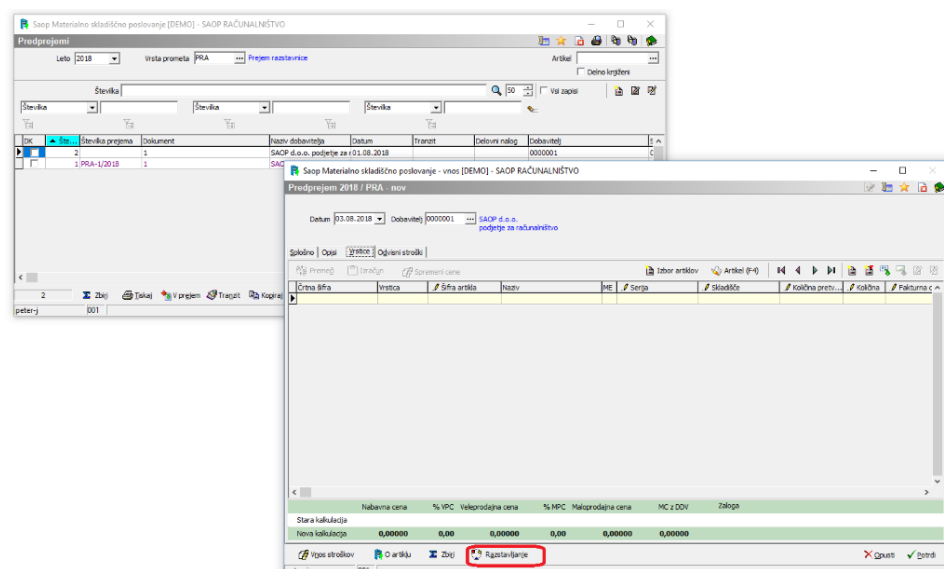 Saop Materialno skladiščno poslovanje [DEMO] - SAOP RAČUNALNIŠTVO
Predprejemi
Leto 2018 Vrsta prometa PRA ... Prejem razstavnice Artikel ...
Delno knjiženi
Številka 50 Vsi zapisi
Številka Številka Številka
DK Šte... Številka prejema Dokument Naziv dobavitelja Datum Tranzit Delovni nalog Dobavitelj
2 1 SAOP d.o.o. podjetje za r 01.08.2018 0000001
1 PRA-1/2018 1
2 Zbirj Tiskaj V prejem Tranzit Kopiraj
peter-j 001
Saop Materialno skladiščno poslovanje - vnos [DEMO] - SAOP RAČUNALNIŠTVO
Predprejem 2018 / PRA - nov
Datum 03.08.2018 Dobavitelj 0000001 ... SAOP d.o.o.
podjetje za računalništvo
Splošno Opisi Vrstice Odvisni stroški
Prenesi Izračun Spremeni cene Izbor artiklov Artikel (F4)
Črtna šifra Vrstica Šifra artikla Naziv ME Serija Skladišče Količina pretv... Količina Fakturna c
Nabavna cena % VPC Veleprodajna cena % MPC Maloprodajna cena MC z DDV Zaloga
Stara kalkulacija
Nova kalkulacija 0,00000 0,00 0,00000 0,00 0,00000 0,00000
Vnos stroškov O artiklu Zbirj Razstavljanje Opusti Potrdi